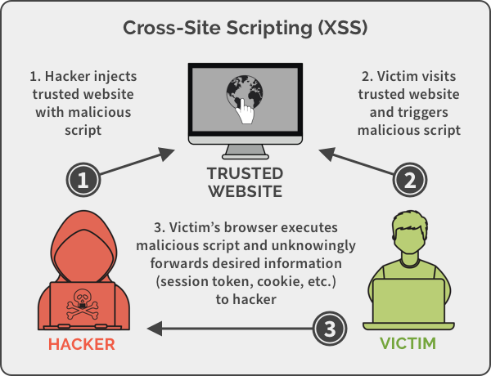 Cross-Site Scripting (XSS)
1. Hacker injects
trusted website
with malicious
script
2. Victim visits
trusted website
and triggers
malicious script
1
TRUSTED
WEBSITE
2
3. Victim's browser executes
malicious script and unknowingly
forwards desired information
(session token, cookie, etc.)
to hacker
HACKER
3
VICTIM